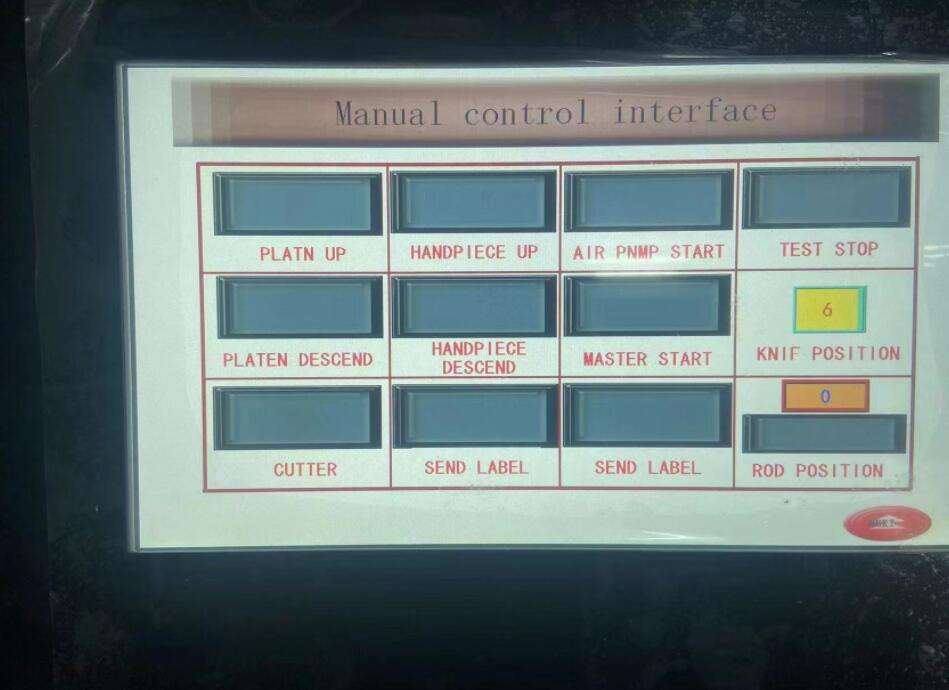 Manual control interface
PLATN UP
HANDPIECE UP
AIR PNMP START
TEST STOP
PLATEN DESCEND
HANDPIECE
DESCEND
MASTER START
6
KNIF POSITION
CUTTER
SEND LABEL
SEND LABEL
0
ROD POSITION